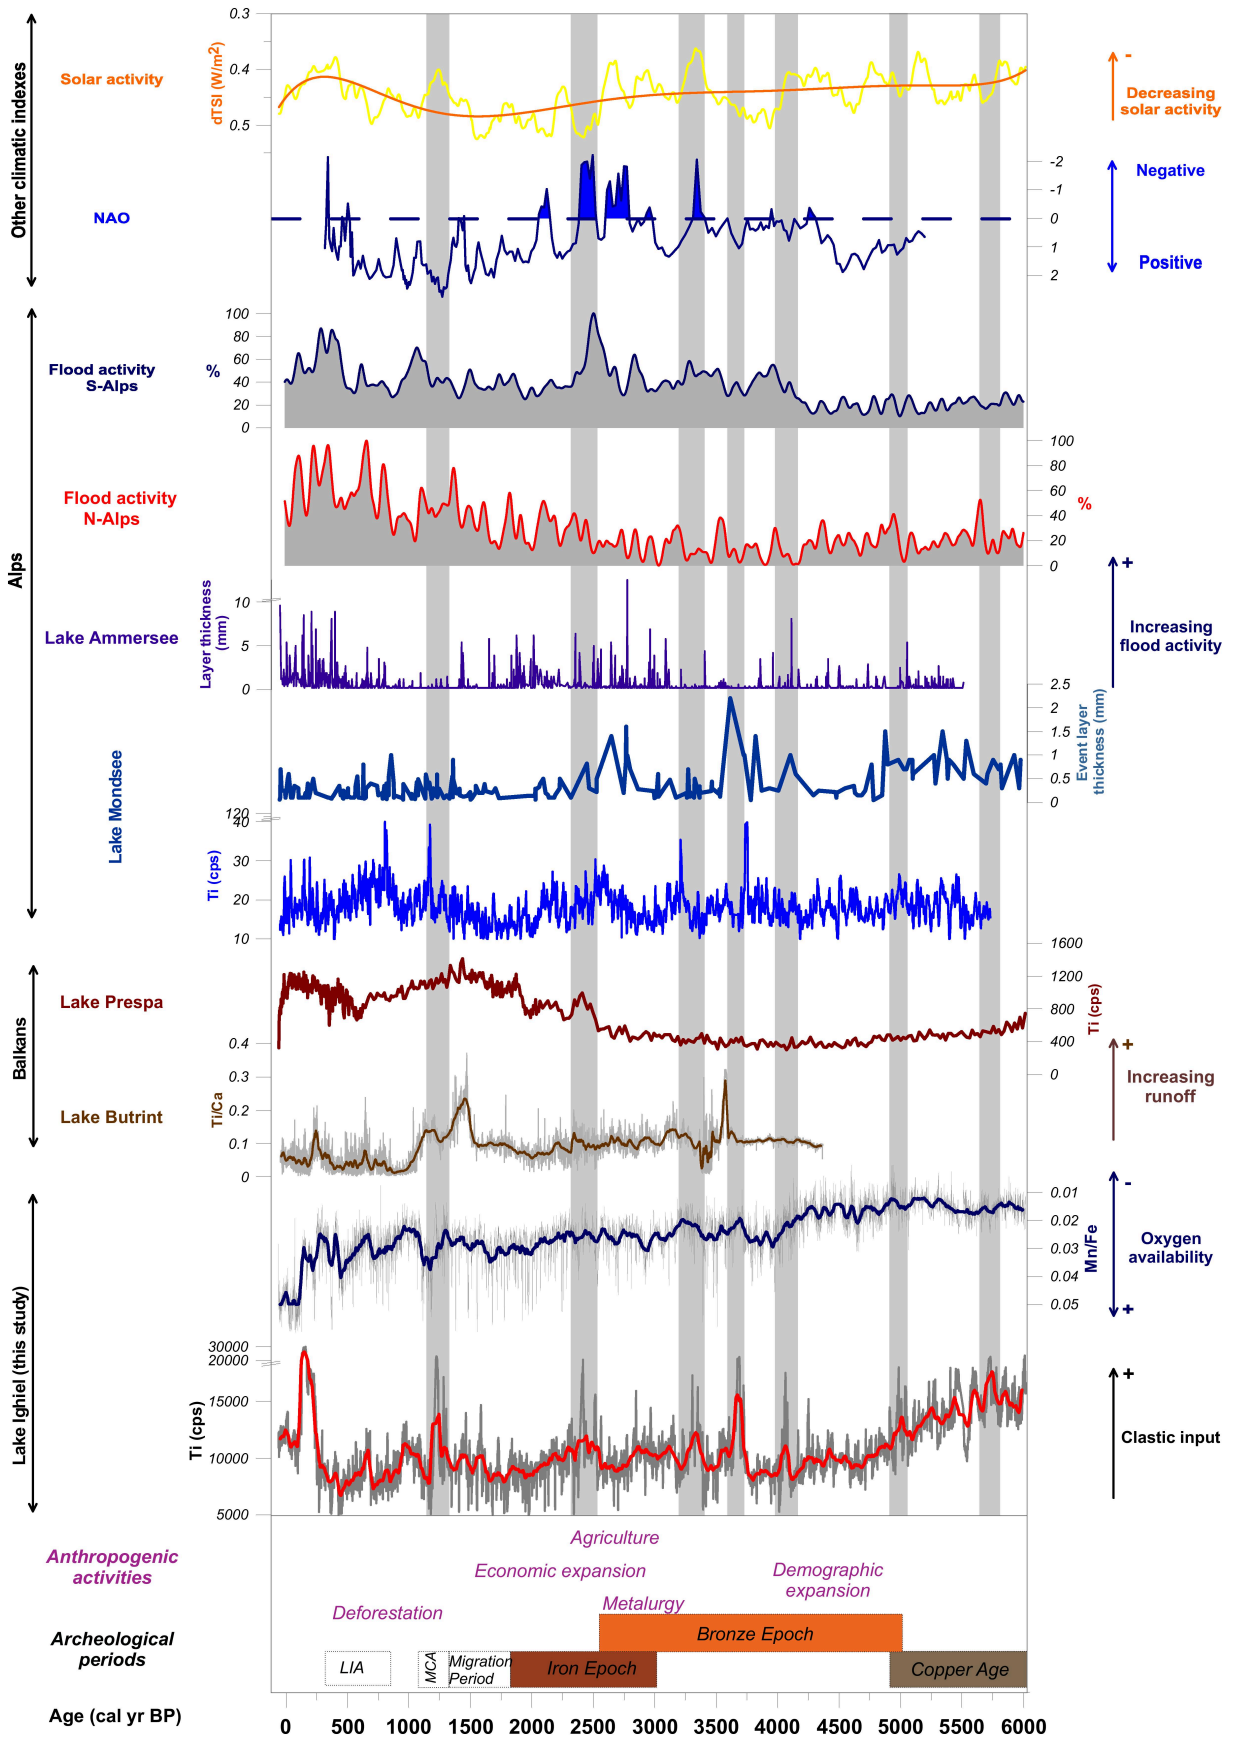 Other climatic indexes
Solar activity
dTSI (W/m2)
0.3
0.4
0.5
-
Decreasing
solar activity
NAO
-2
-1
0
1
2
Negative
Positive
Alps
Flood activity
S-Alps
%
100
80
60
40
20
0
Flood activity
N-Alps
100
80
60
40
20
0
%
Lake Ammersee
Layer thickness
(mm)
10
5
0
+
Increasing
flood activity
Lake Mondsee
2.5
2
1.5
1
0.5
0
Event layer
thickness (mm)
Ti (cps)
120
40
30
20
10
Balkans
Lake Prespa
1600
1200
800
400
0
Ti (cps)
Lake Butrint
Ti/Ca
0.4
0.3
0.2
0.1
0
+
Increasing
runoff
Lake Ighiel (this study)
0.01
0.02
0.03
0.04
0.05
Mn/Fe
-
Oxygen
availability
+
Ti (cps)
30000
20000
15000
10000
5000
+
Clastic input
Anthropogenic
activities
Agriculture
Economic expansion
Demographic
expansion
Metalurgy
Deforestation
Archeological
periods
Bronze Epoch
LIA
MCA
Migration
Period
Iron Epoch
Copper Age
Age (cal yr BP)
0 500 1000 1500 2000 2500 3000 3500 4000 4500 5000 5500 6000